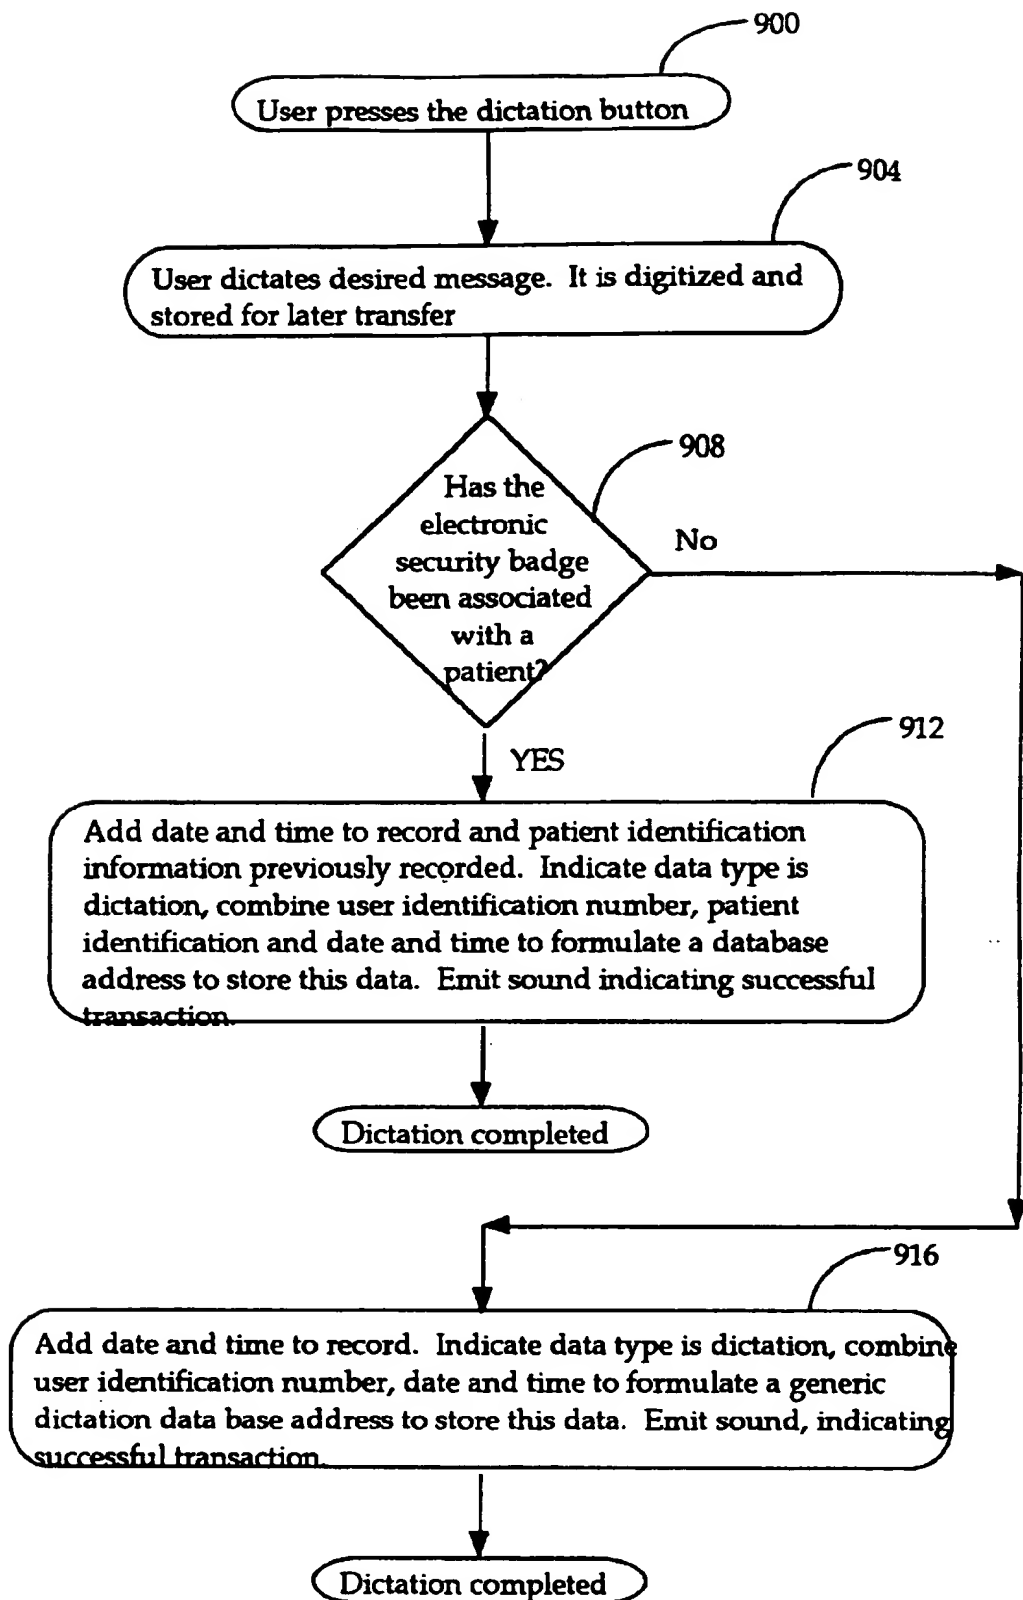 900
User presses the dictation button
904
User dictates desired message. It is digitized and
stored for later transfer
908
Has the
electronic
security badge
been associated
with a
patient?
No
YES
912
Add date and time to record and patient identification
information previously recorded. Indicate data type is
dictation, combine user identification number, patient
identification and date and time to formulate a database
address to store this data. Emit sound indicating successful
transaction.
Dictation completed
916
Add date and time to record. Indicate data type is dictation, combine
user identification number, date and time to formulate a generic
dictation data base address to store this data. Emit sound, indicating
successful transaction.
Dictation completed